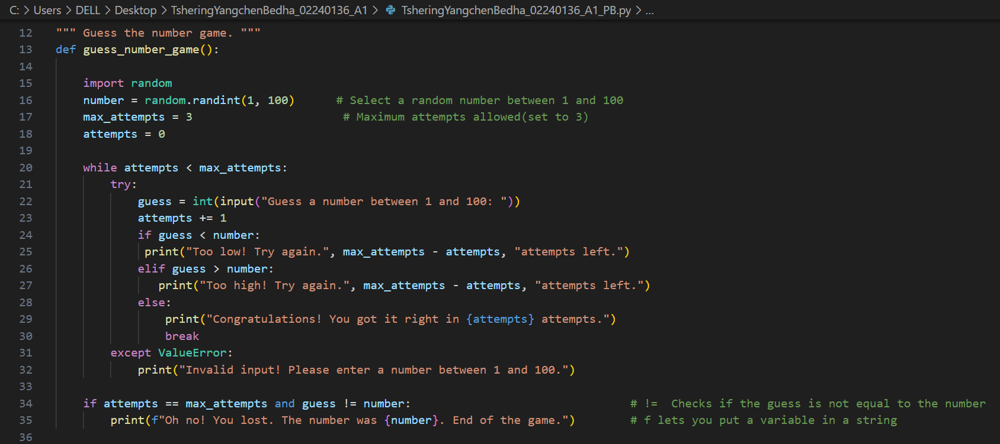 C: > Users > DELL > Desktop > TsheringYangchenBedha_02240136_A1 > TsheringYangchenBedha_02240136_A1_PB.py > ...
12 """ Guess the number game. """
13 def guess_number_game():
14
15     import random
16     number = random.randint(1, 100)      # Select a random number between 1 and 100
17     max_attempts = 3                      # Maximum attempts allowed(set to 3)
18     attempts = 0
19
20     while attempts < max_attempts:
21         try:
22             guess = int(input("Guess a number between 1 and 100: "))
23             attempts += 1
24             if guess < number:
25              print("Too low! Try again.", max_attempts - attempts, "attempts left.")
26             elif guess > number:
27                print("Too high! Try again.", max_attempts - attempts, "attempts left.")
28             else:
29                 print("Congratulations! You got it right in {attempts} attempts.")
30                 break
31         except ValueError:
32             print("Invalid input! Please enter a number between 1 and 100.")
33
34     if attempts == max_attempts and guess != number:                                # !=  Checks if the guess is not equal to the number
35         print(f"Oh no! You lost. The number was {number}. End of the game.")        # f lets you put a variable in a string
36